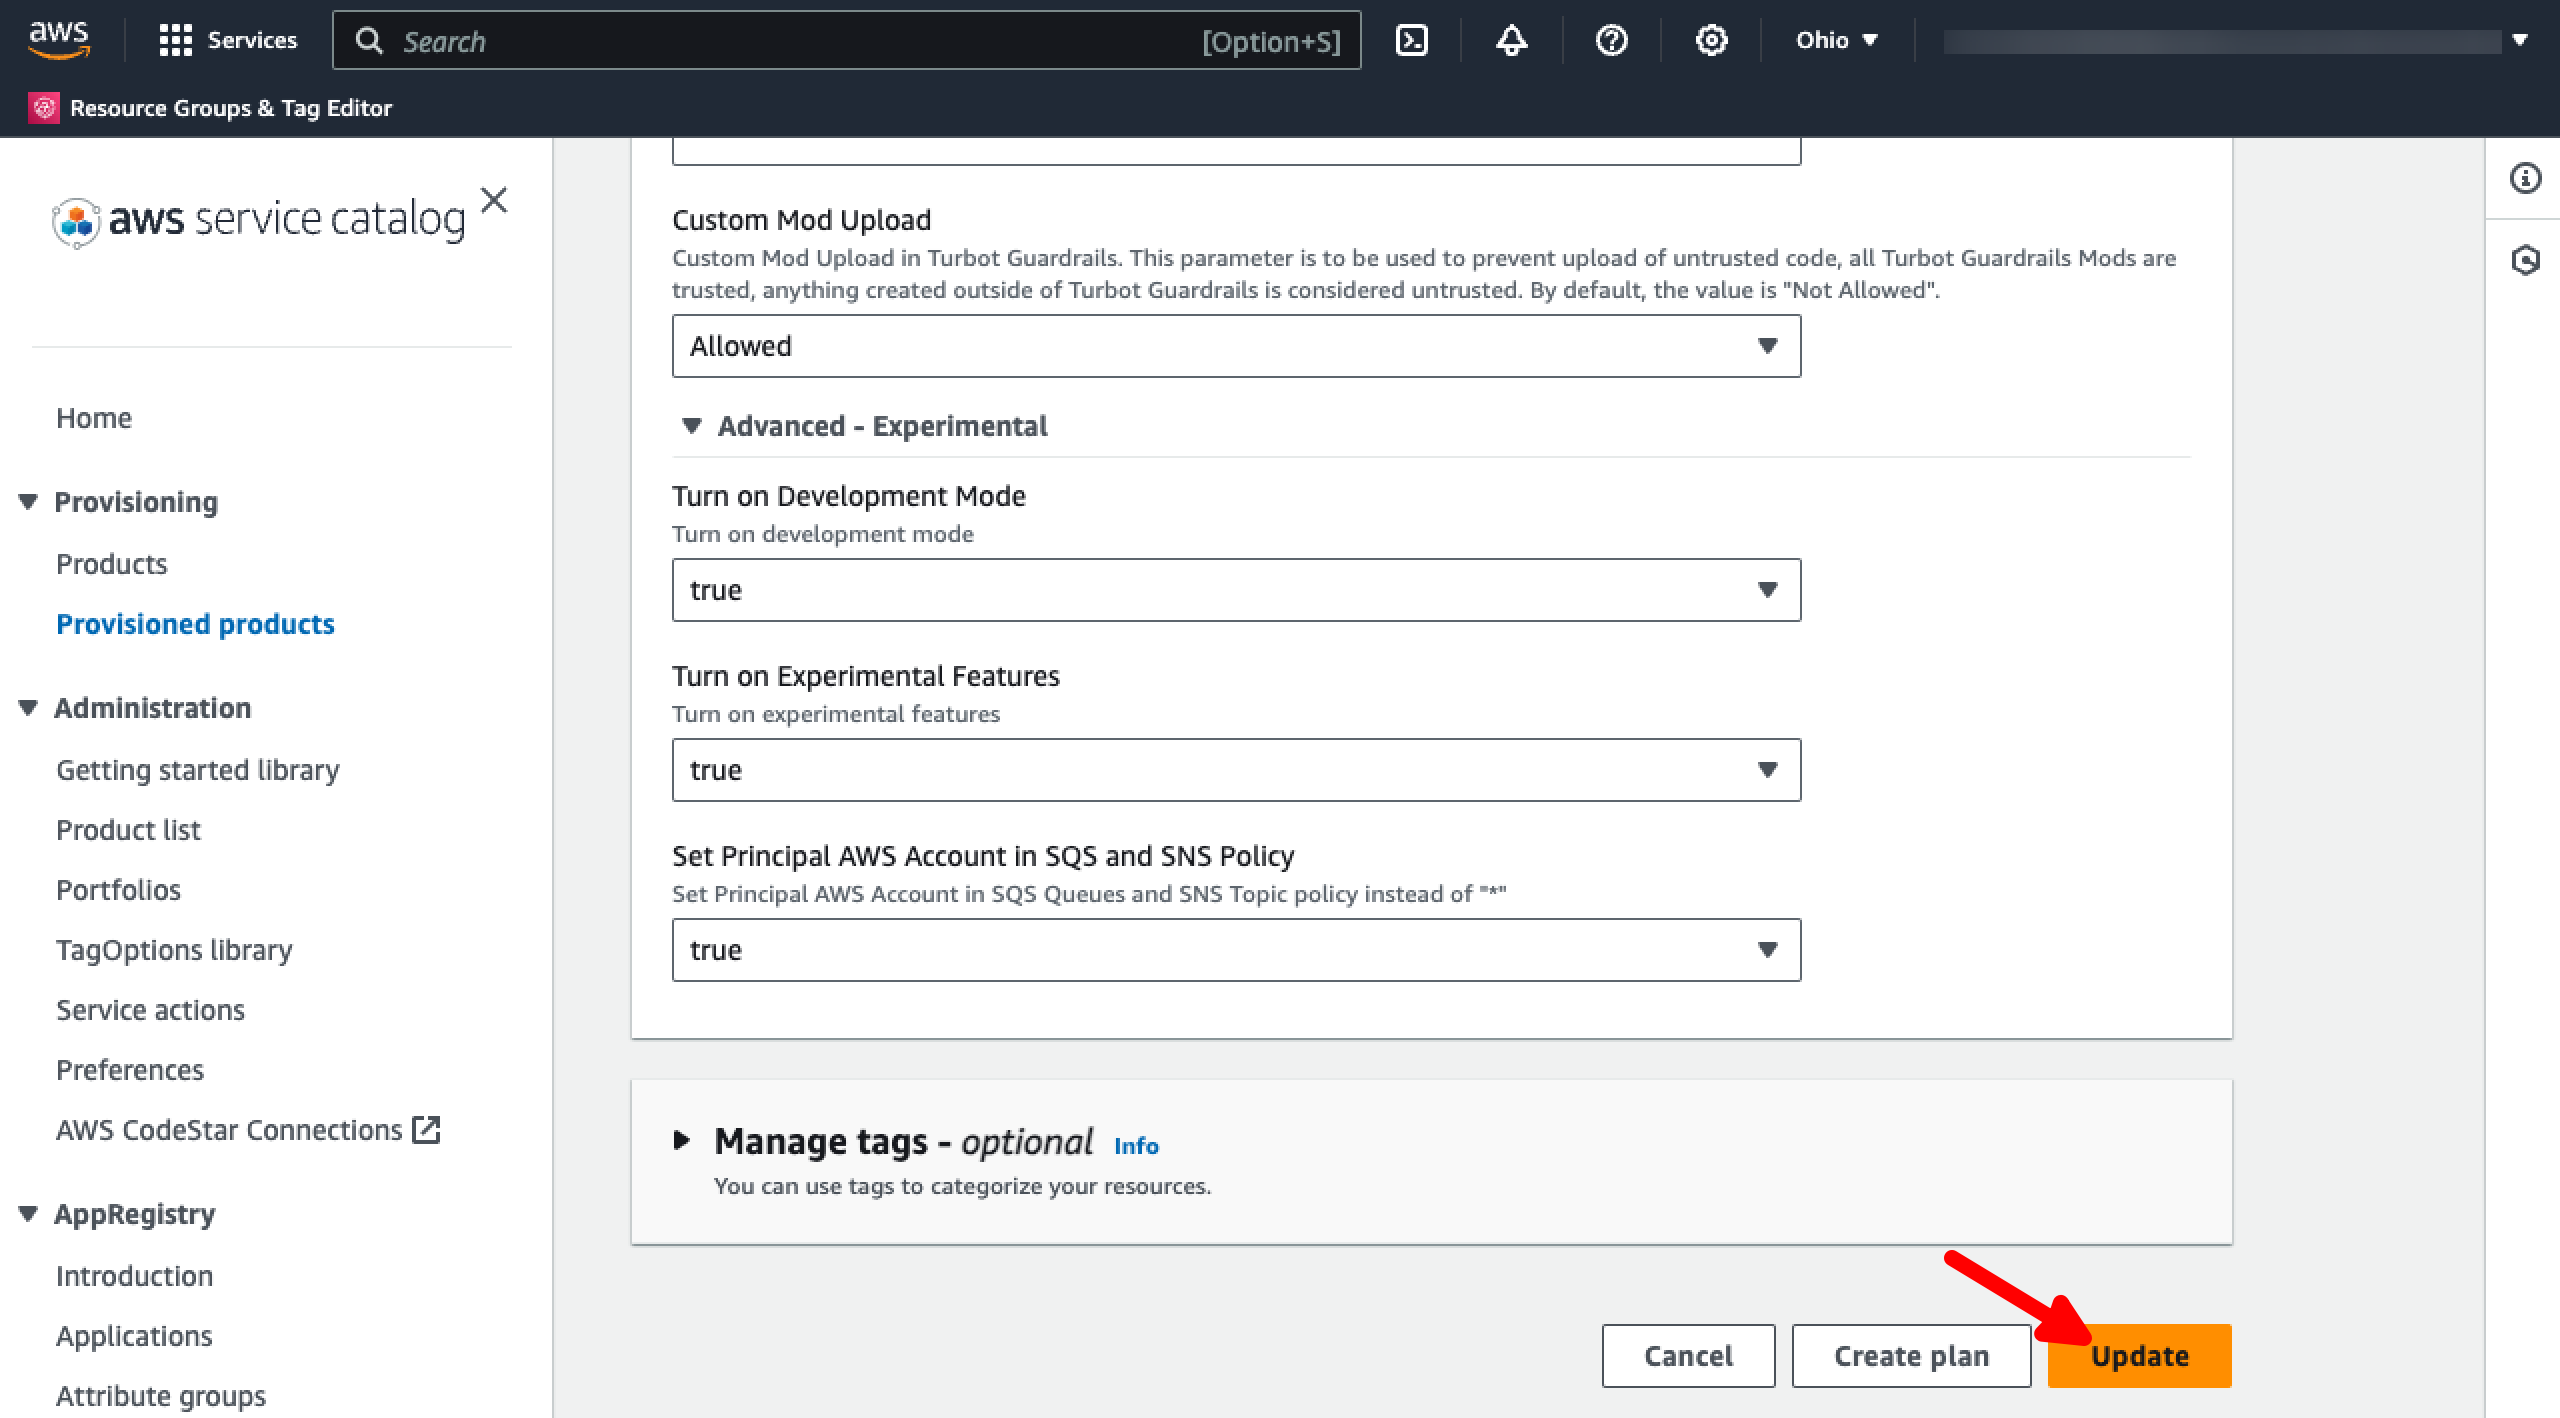 aws
Services
Search
[Option+S]
Ohio
Resource Groups & Tag Editor
aws service catalog
Home
Provisioning
Products
Provisioned products
Administration
Getting started library
Product list
Portfolios
TagOptions library
Service actions
Preferences
AWS CodeStar Connections
AppRegistry
Introduction
Applications
Attribute groups
Custom Mod Upload
Custom Mod Upload in Turbot Guardrails. This parameter is to be used to prevent upload of untrusted code, all Turbot Guardrails Mods are
trusted, anything created outside of Turbot Guardrails is considered untrusted. By default, the value is "Not Allowed".
Allowed
Advanced - Experimental
Turn on Development Mode
Turn on development mode
true
Turn on Experimental Features
Turn on experimental features
true
Set Principal AWS Account in SQS and SNS Policy
Set Principal AWS Account in SQS Queues and SNS Topic policy instead of "*"
true
Manage tags - optional Info
You can use tags to categorize your resources.
Cancel
Create plan
Update